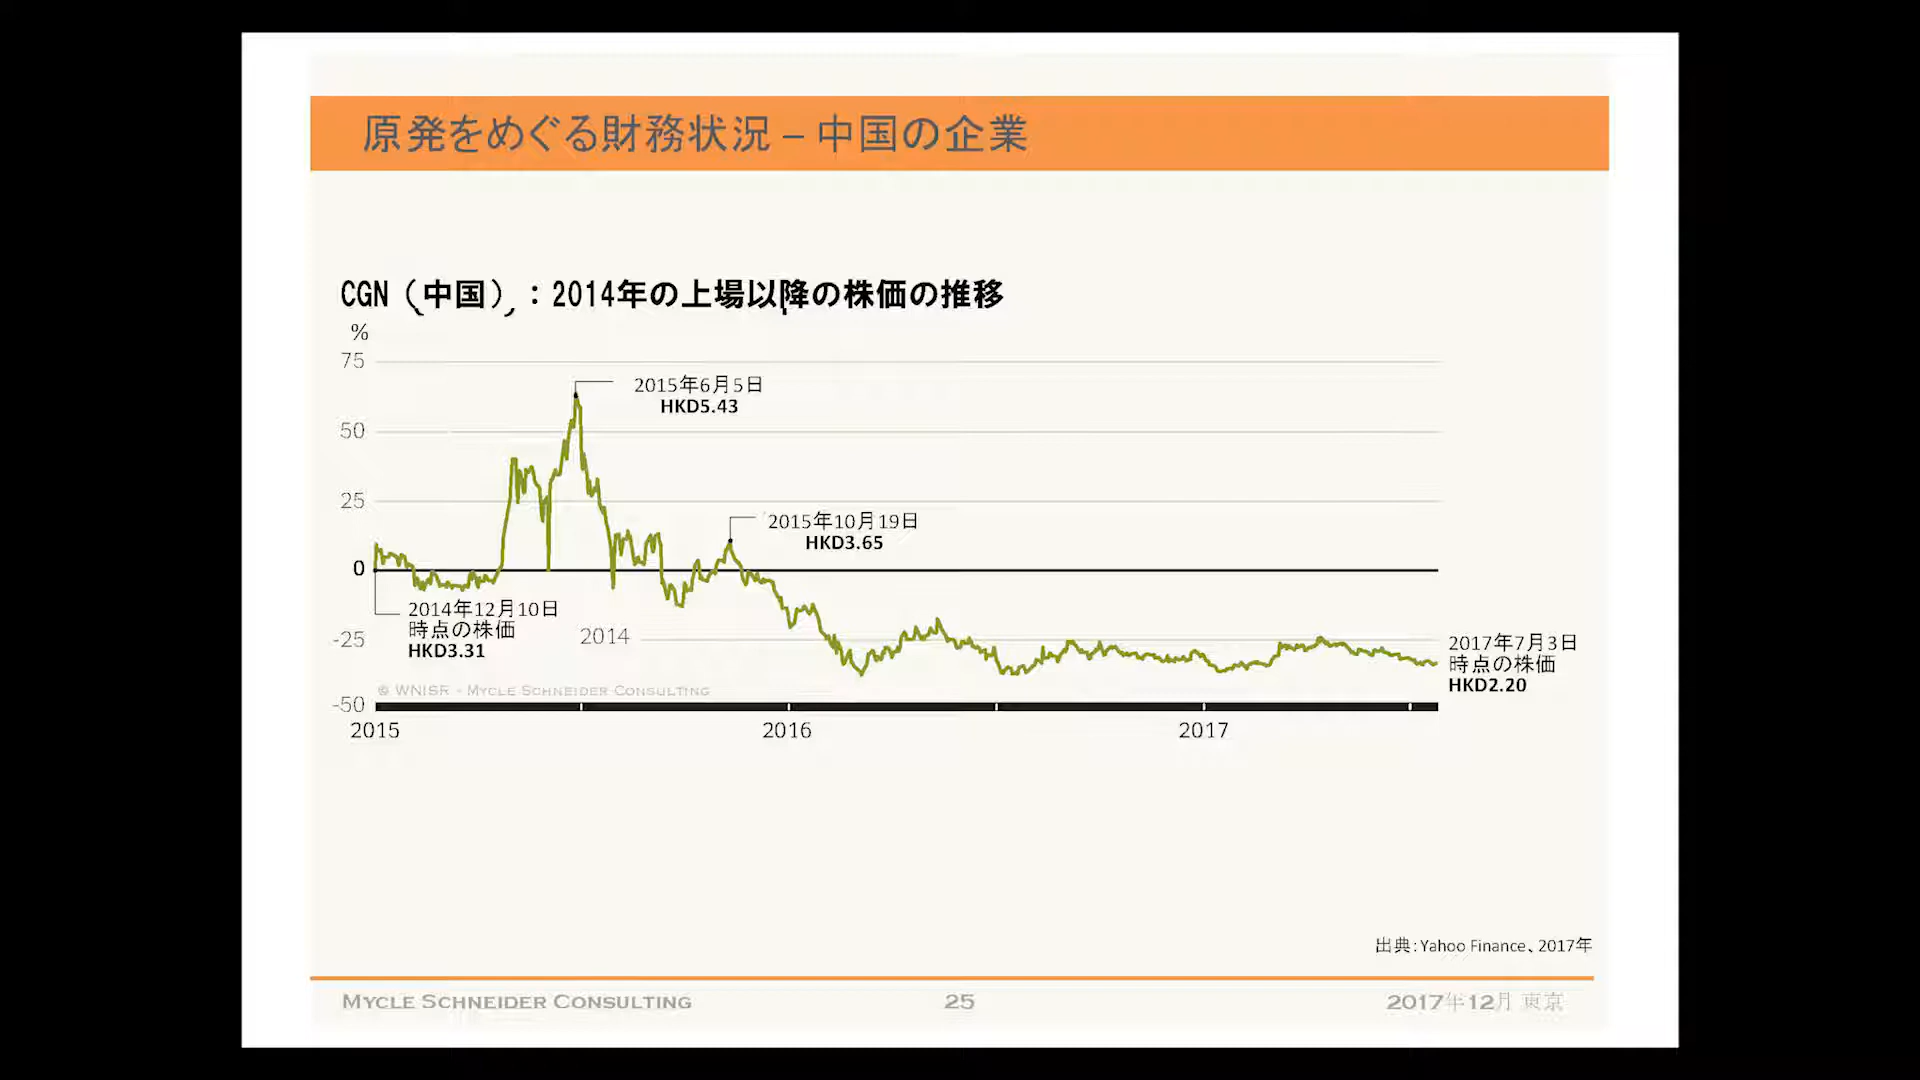 原発をめぐる財務状況 – 中国の企業
CGN（中国）：2014年の上場以降の株価の推移
%
75
50
25
0
-25
-50
2015年6月5日
HKD5.43
2015年10月19日
HKD3.65
2014年12月10日
時点の株価
HKD3.31
2014
2017年7月3日
時点の株価
HKD2.20
© WNISR - MYCLE SCHNEIDER CONSULTING
2015
2016
2017
出典：Yahoo Finance、2017年
MYCLE SCHNEIDER CONSULTING
25
2017年12月 東京